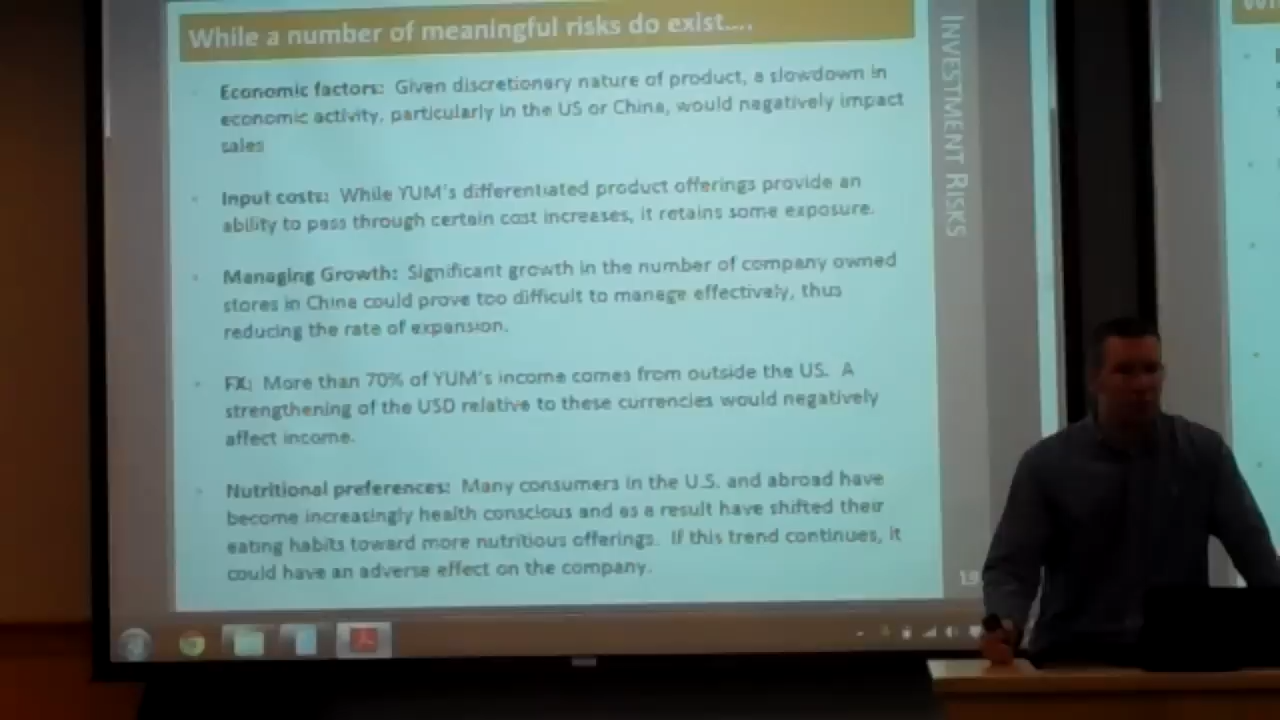 While a number of meaningful risks do exist....
Economic factors: Given discretionary nature of product, a slowdown in
economic activity, particularly in the US or China, would negatively impact
sales
Input costs: While YUM's differentiated product offerings provide an
ability to pass through certain cost increases, it retains some exposure.
Managing Growth: Significant growth in the number of company owned
stores in China could prove too difficult to manage effectively, thus
reducing the rate of expansion.
FX: More than 70% of YUM's income comes from outside the US. A
strengthening of the USD relative to these currencies would negatively
affect income.
Nutritional preferences: Many consumers in the U.S. and abroad have
become increasingly health conscious and as a result have shifted their
eating habits toward more nutritious offerings. If this trend continues, it
could have an adverse effect on the company.
INVESTMENT RISKS
19